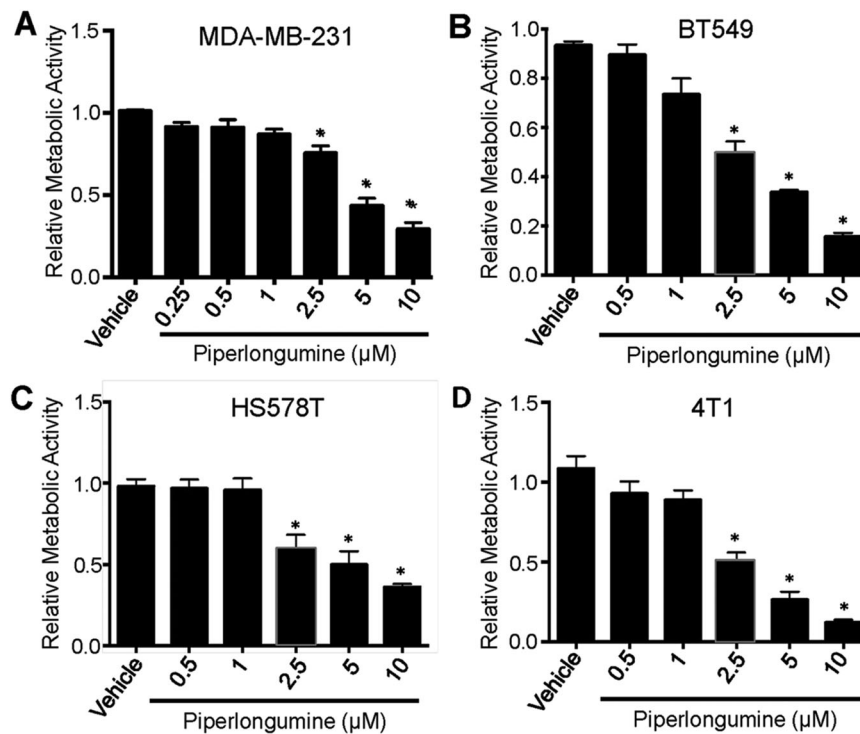 A
MDA-MB-231
Relative Metabolic Activity
1.5
1.0
0.5
0.0
*
*
*
Vehicle
0.25
0.5
1
2.5
5
10
Piperlongumine (µM)
B
BT549
Relative Metabolic Activity
1.0
0.8
0.6
0.4
0.2
0.0
*
*
*
Vehicle
0.5
1
2.5
5
10
Piperlongumine (µM)
C
HS578T
Relative Metabolic Activity
1.5
1.0
0.5
0.0
*
*
*
Vehicle
0.5
1
2.5
5
10
Piperlongumine (µM)
D
4T1
Relative Metabolic Activity
1.5
1.0
0.5
0.0
*
*
*
Vehicle
0.5
1
2.5
5
10
Piperlongumine (µM)